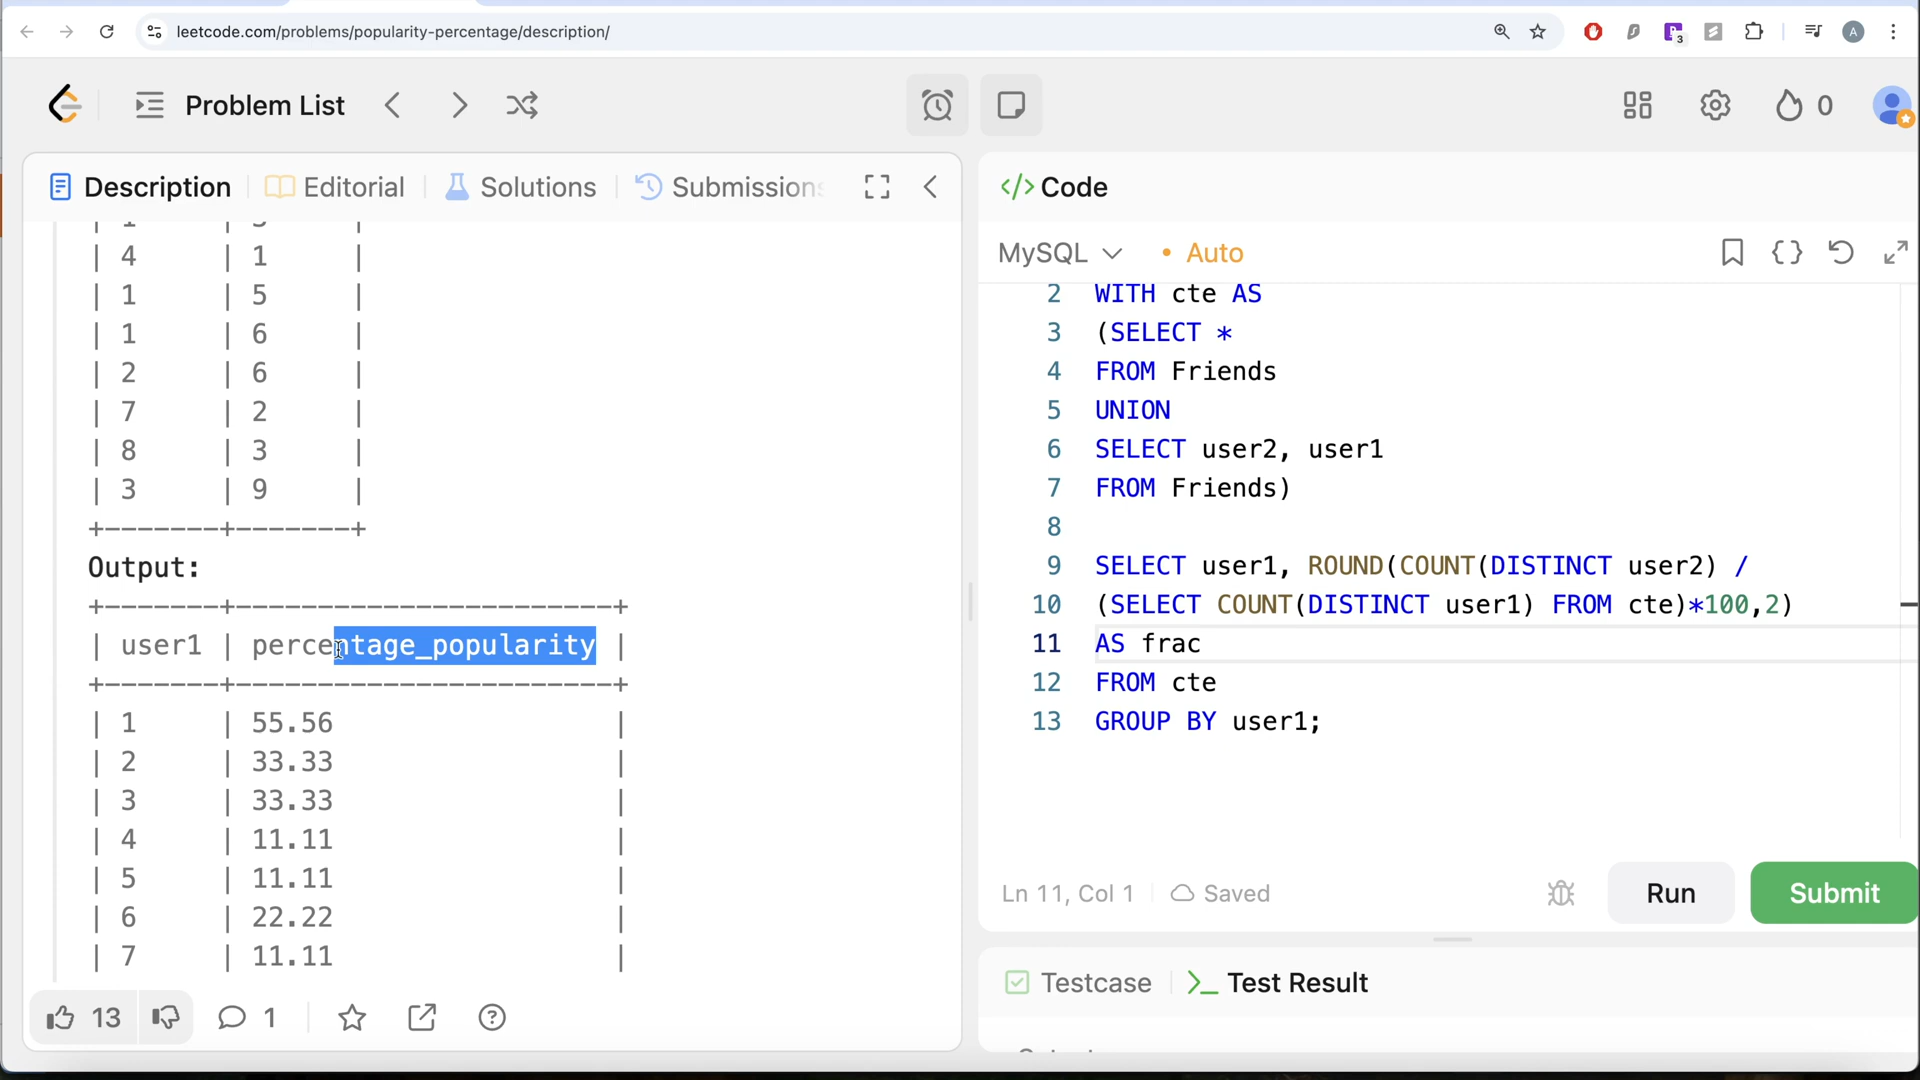 leetcode.com/problems/popularity-percentage/description/
3
A
Problem List
0
Description
Editorial
Solutions
Submissions
| 4 | 1 |
| 1 | 5 |
| 1 | 6 |
| 2 | 6 |
| 7 | 2 |
| 8 | 3 |
| 3 | 9 |
+-------+-------+
Output:
+-------+-----------------------+
| user1 | percentage_popularity |
+-------+-----------------------+
| 1 | 55.56 |
| 2 | 33.33 |
| 3 | 33.33 |
| 4 | 11.11 |
| 5 | 11.11 |
| 6 | 22.22 |
| 7 | 11.11 |
13
1
</> Code
MySQL
• Auto
2 WITH cte AS
3 (SELECT *
4 FROM Friends
5 UNION
6 SELECT user2, user1
7 FROM Friends)
8
9 SELECT user1, ROUND(COUNT(DISTINCT user2) /
10 (SELECT COUNT(DISTINCT user1) FROM cte)*100,2)
11 AS frac
12 FROM cte
13 GROUP BY user1;
Ln 11, Col 1
Saved
Run
Submit
Testcase
>_ Test Result